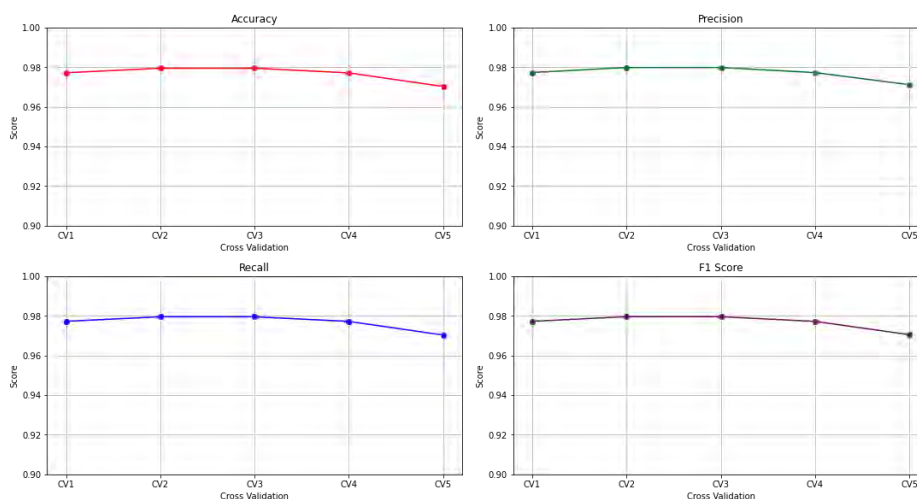 Accuracy
1.00
0.98
0.96
0.94
0.92
0.90
Score
CV1 CV2 CV3 CV4 CV5
Cross Validation
Precision
1.00
0.98
0.96
0.94
0.92
0.90
Score
CV1 CV2 CV3 CV4 CV5
Cross Validation
Recall
1.00
0.98
0.96
0.94
0.92
0.90
Score
CV1 CV2 CV3 CV4 CV5
Cross Validation
F1 Score
1.00
0.98
0.96
0.94
0.92
0.90
Score
CV1 CV2 CV3 CV4 CV5
Cross Validation